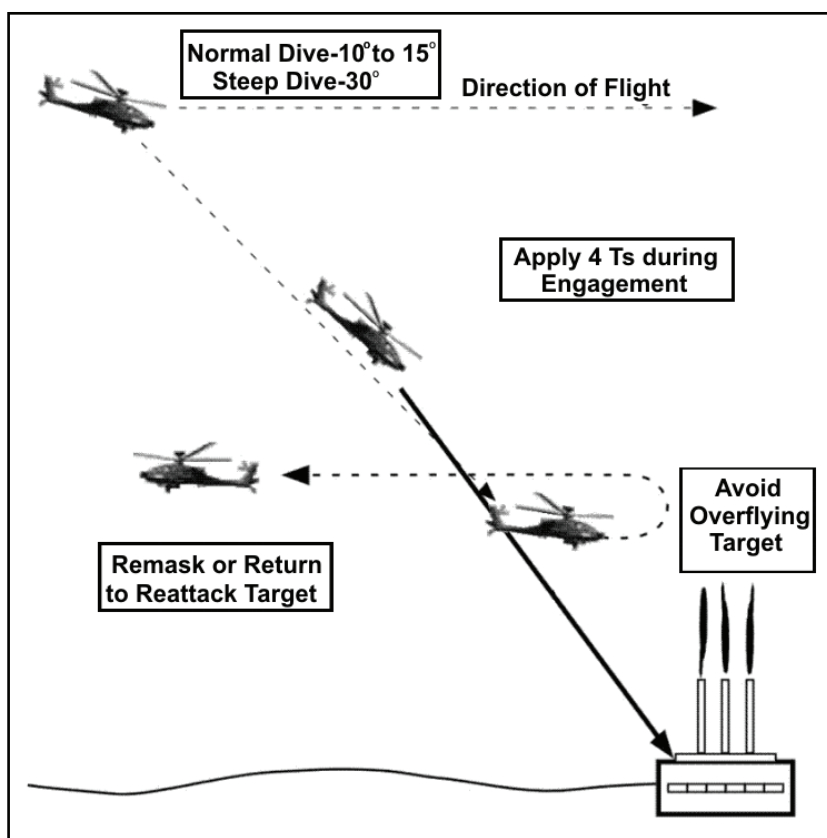 Normal Dive-10° to 15°
Steep Dive-30°
Direction of Flight
Apply 4 Ts during
Engagement
Avoid
Overflying
Target
Remask or Return
to Reattack Target